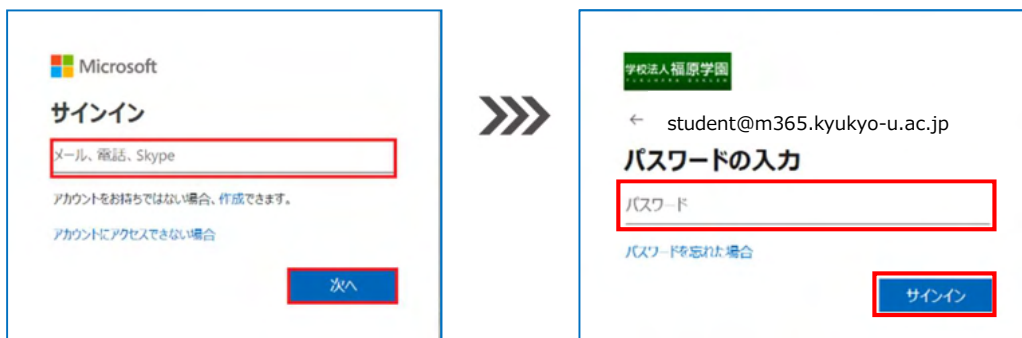 Microsoft
サインイン
メール、電話、Skype
アカウントをお持ちではない場合、作成できます。
アカウントにアクセスできない場合
次へ
学校法人福原学園
← student@m365.kyukyo-u.ac.jp
パスワードの入力
パスワード
パスワードを忘れた場合
サインイン